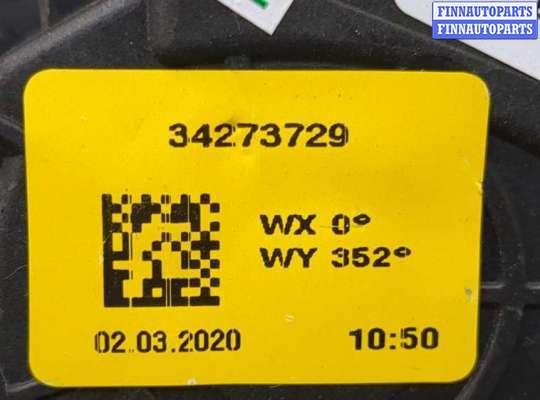 FINNAUTOPARTS
FINNAUTOPARTS
34273729
WX 0°
WY 352°
02.03.2020 10:50